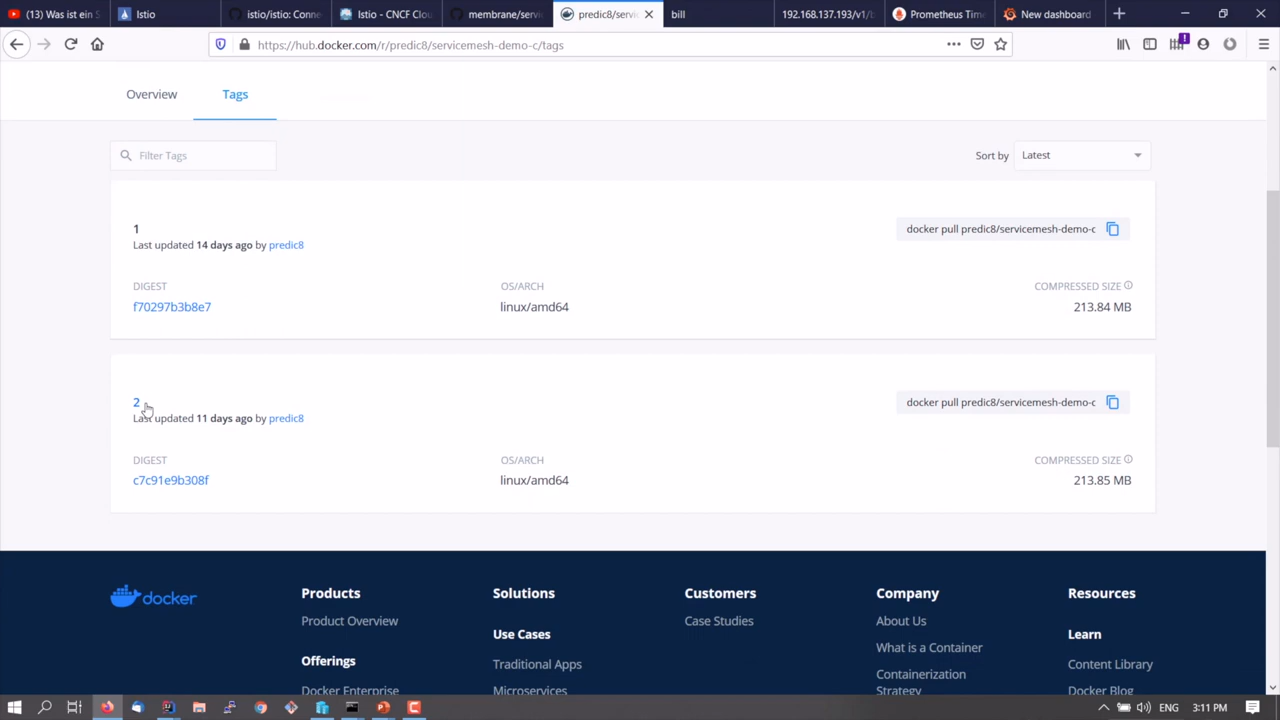 (13) Was ist ein S
Istio
istio/istio: Conne
Istio - CNCF Clou
membrane/servi
predic8/servi
bill
192.168.137.193/v1/b
Prometheus Tim
New dashboard
https://hub.docker.com/r/predic8/servicemesh-demo-c/tags
Overview
Tags
Filter Tags
Sort by
Latest
1
Last updated 14 days ago by predic8
docker pull predic8/servicemesh-demo-c
DIGEST
OS/ARCH
COMPRESSED SIZE
f70297b3b8e7
linux/amd64
213.84 MB
2
Last updated 11 days ago by predic8
docker pull predic8/servicemesh-demo-c
DIGEST
OS/ARCH
COMPRESSED SIZE
c7c91e9b308f
linux/amd64
213.85 MB
docker
Products
Product Overview
Offerings
Docker Enterprise
Solutions
Use Cases
Traditional Apps
Microservices
Customers
Case Studies
Company
About Us
What is a Container
Containerization
Strategy
Resources
Learn
Content Library
Docker Blog
ENG
3:11 PM